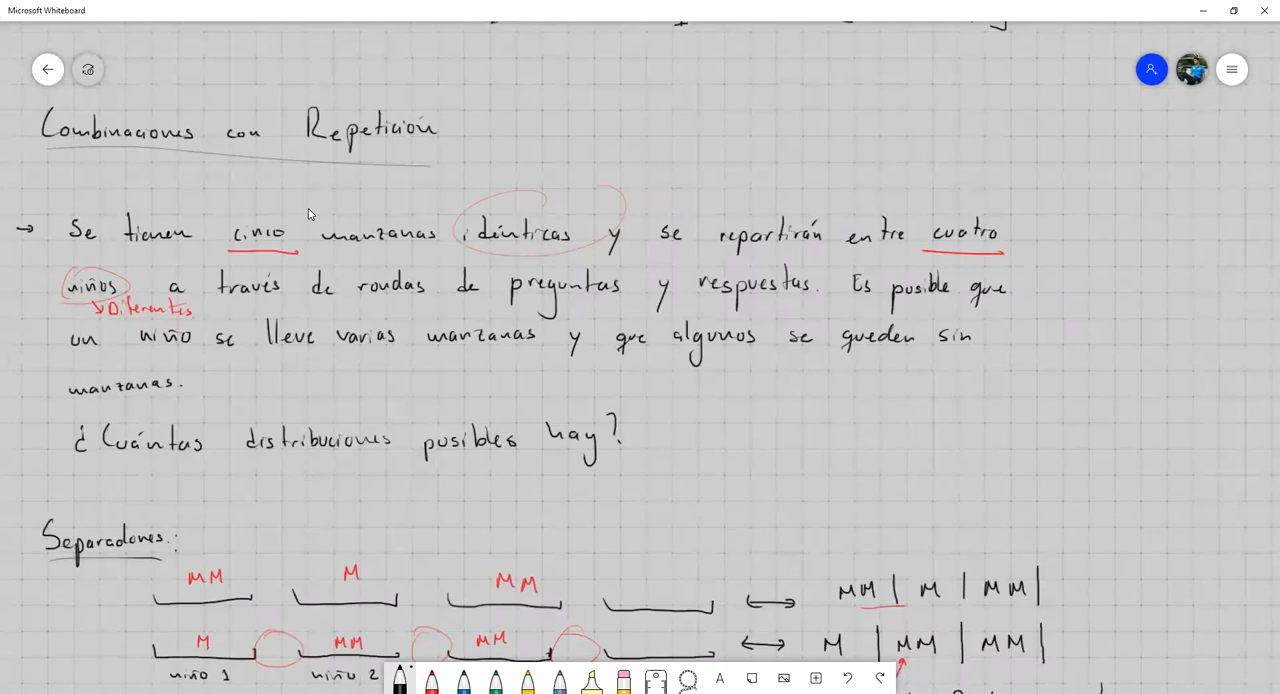 Microsoft Whiteboard
Combinaciones con Repetición
→ Se tienen cinco manzanas idénticas y se repartirán entre cuatro
niños a través de rondas de preguntas y respuestas. Es posible que
↘ Diferentes
un niño se lleve varias manzanas y que algunos se queden sin
manzanas.
¿Cuántas distribuciones posibles hay?
Separadores:
MM M MM ↔ MM | M | MM |
M MM MM ↔ M | MM | MM |
niño 1 niño 2
A